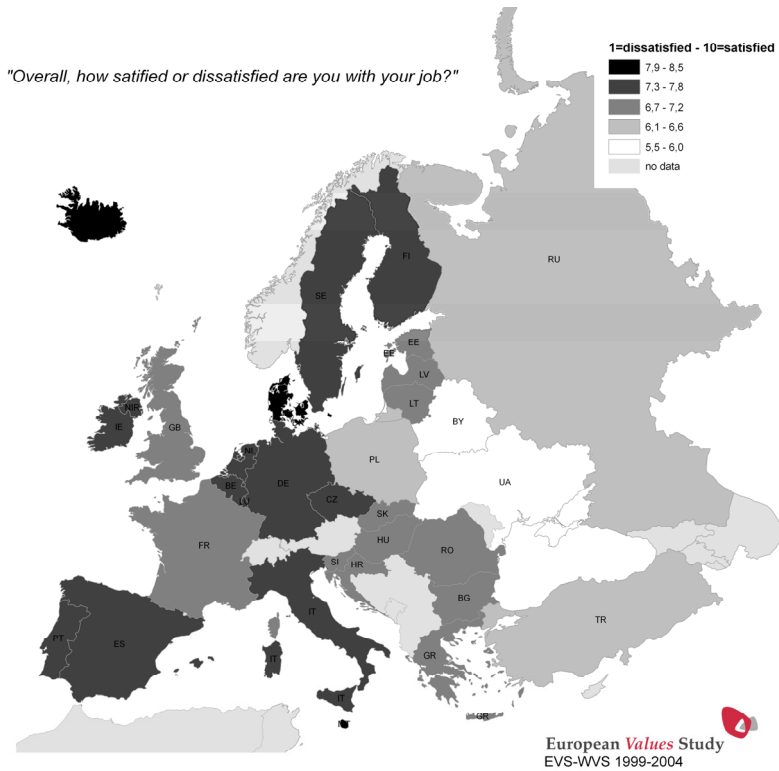 1=dissatisfied - 10=satisfied
"Overall, how satified or dissatisfied are you with your job?"
7,9 - 8,5
7,3 - 7,8
6,7 - 7,2
6,1 - 6,6
5,5 - 6,0
no data
RU
FI
SE
EE
EE
LV
LT
NIR
IE
GB
BY
NL
PL
BE
DE
UA
LU
CZ
SK
HU
FR
RO
SI
HR
BG
IT
TR
PT
ES
GR
IT
IT
GR
European Values Study
EVS-WVS 1999-2004